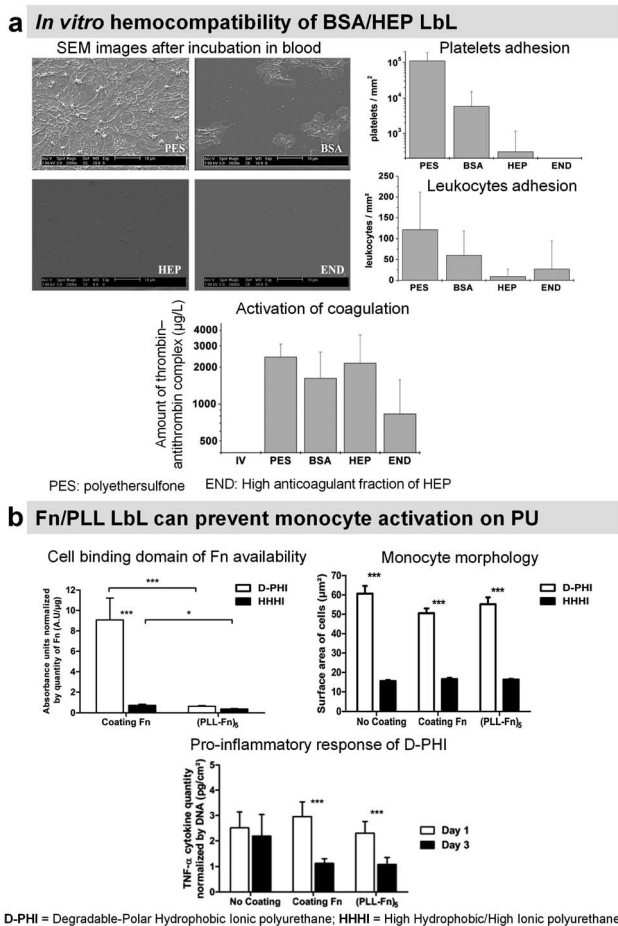 a In vitro hemocompatibility of BSA/HEP LbL
SEM images after incubation in blood
PES
BSA
HEP
END
Platelets adhesion
platelets / mm²
10⁵
10⁴
10³
PES BSA HEP END
Leukocytes adhesion
leukocytes / mm²
250
200
150
100
50
0
PES BSA HEP END
Activation of coagulation
Amount of thrombin–
antithrombin complex (µg/L)
4000
3000
2000
1000
500
IV PES BSA HEP END
PES: polyethersulfone END: High anticoagulant fraction of HEP
b Fn/PLL LbL can prevent monocyte activation on PU
Cell binding domain of Fn availability
Absorbance units normalized
by quantity of Fn (A.U/µg)
12
10
8
6
4
2
0
***
***
*
D-PHI
HHHI
Coating Fn (PLL-Fn)₅
Monocyte morphology
Surface area of cells (µm²)
70
60
50
40
30
20
10
0
***
***
***
D-PHI
HHHI
No Coating Coating Fn (PLL-Fn)₅
Pro-inflammatory response of D-PHI
TNF-α cytokine quantity
normalized by DNA (pg/cm²)
5
4
3
2
1
0
***
***
Day 1
Day 3
No Coating Coating Fn (PLL-Fn)₅
D-PHI = Degradable-Polar Hydrophobic Ionic polyurethane; HHHI = High Hydrophobic/High Ionic polyurethane